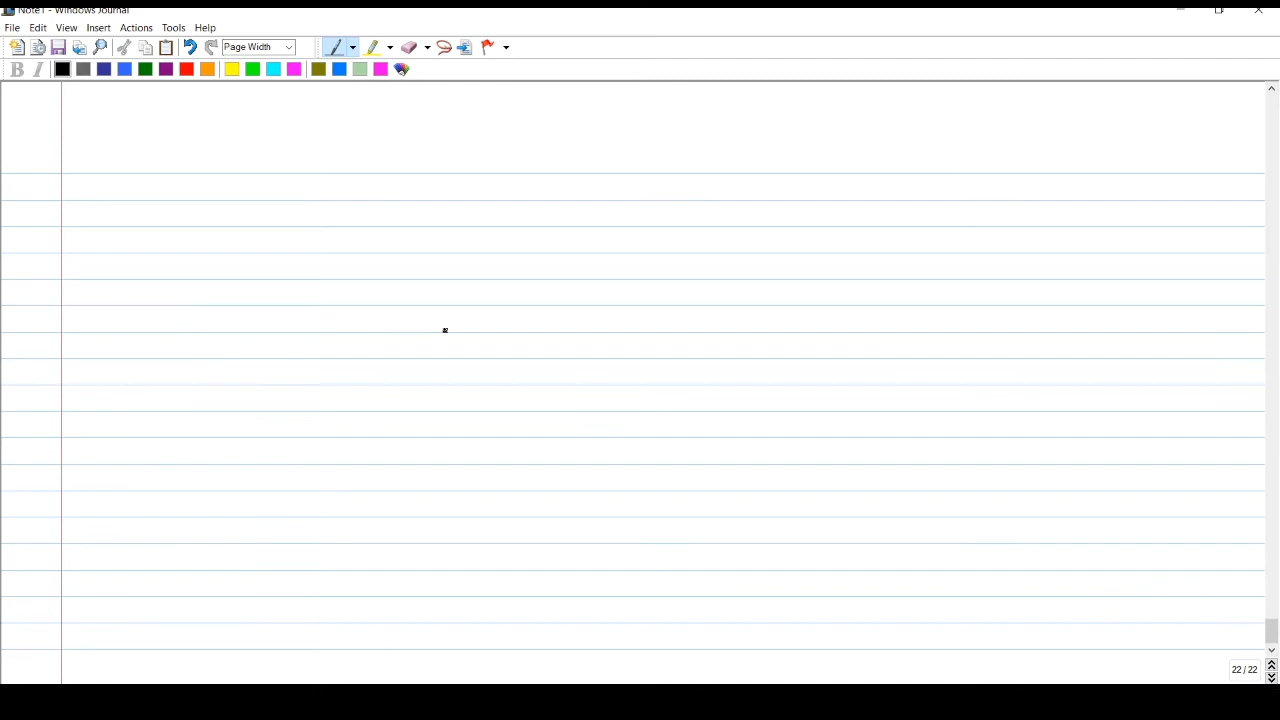 Note1 - Windows Journal
File Edit View Insert Actions Tools Help
Page Width
B I
22 / 22